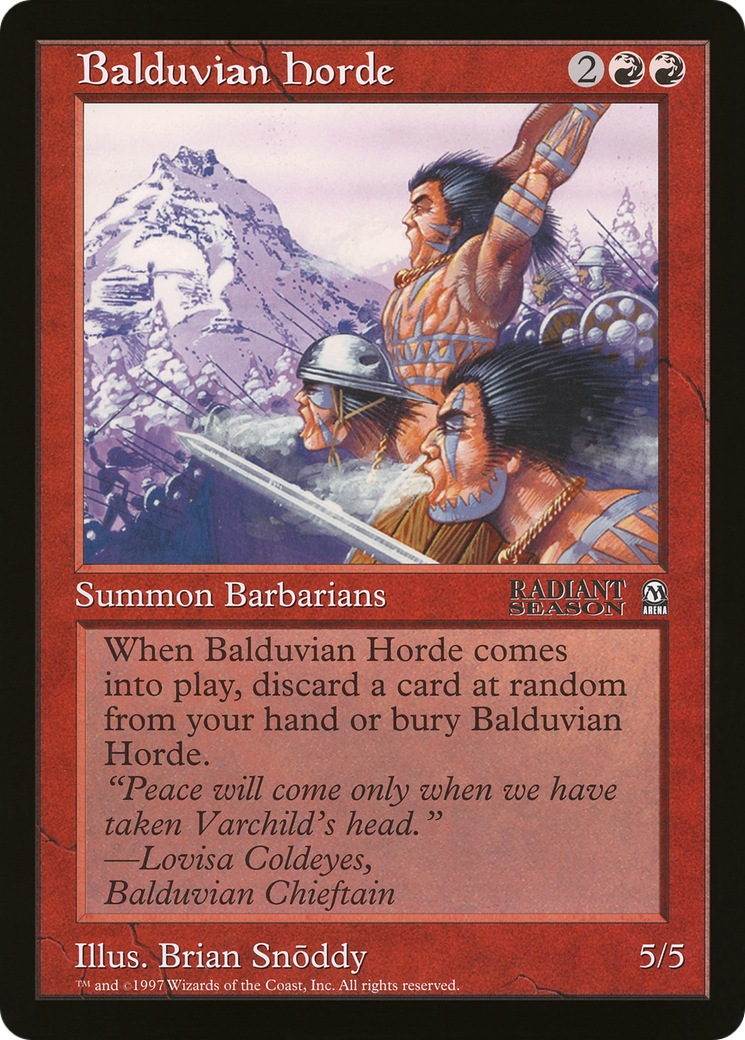 Balduvian Horde 2
Summon Barbarians
RADIANT
SEASON
ARENA
When Balduvian Horde comes
into play, discard a card at random
from your hand or bury Balduvian
Horde.
“Peace will come only when we have
taken Varchild’s head.”
—Lovisa Coldeyes,
Balduvian Chieftain
Illus. Brian Snōddy 5/5
™ and ©1997 Wizards of the Coast, Inc. All rights reserved.